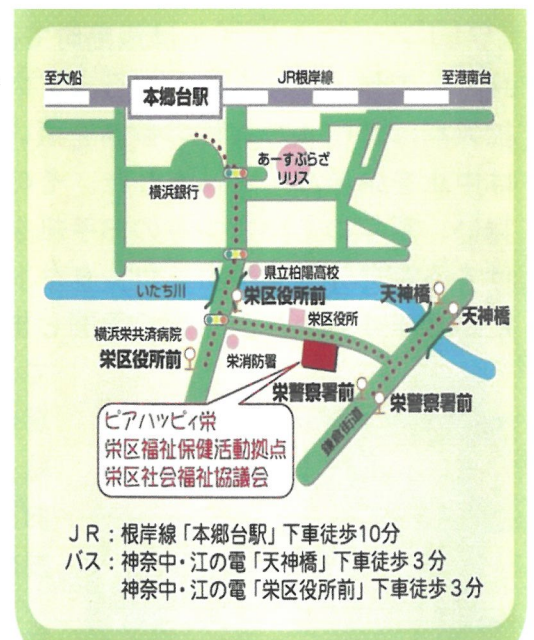 至大船
本郷台駅
JR根岸線
至港南台
あーすぷらざ
リリス
横浜銀行
県立柏陽高校
いたち川
栄区役所前
天神橋
天神橋
横浜栄共済病院
栄区役所
栄区役所前
栄消防署
栄警察署前
栄警察署前
鎌倉街道
ピアハッピィ栄
栄区福祉保健活動拠点
栄区社会福祉協議会
JR:根岸線「本郷台駅」下車徒歩10分
バス:神奈中・江の電「天神橋」下車徒歩3分
神奈中・江の電「栄区役所前」下車徒歩3分